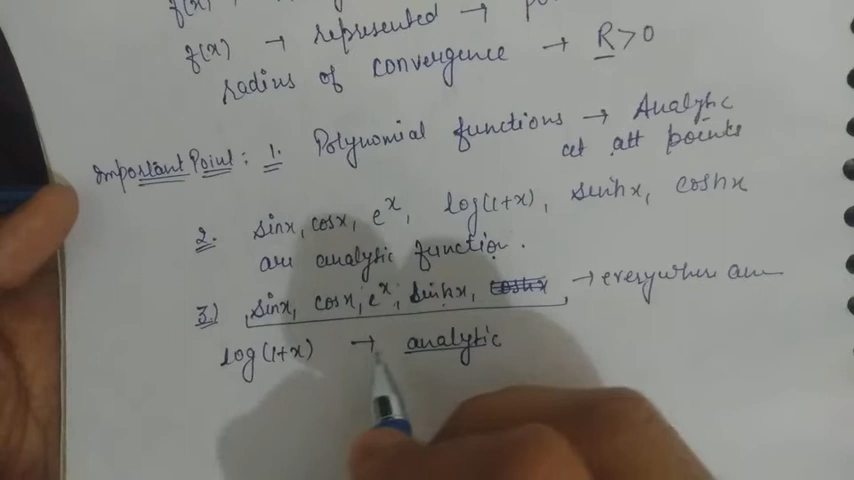 f(x),
f(x) → represented →
radius of convergence → R>0
Important Point: 1. Polynomial functions → Analytic
at all points
2. sinx, cosx, e^x, log(1+x), sinhx, coshx
are analytic function.
3.) sinx, cosx, e^x, sinhx, coshx → everywhere
log(1+x) → analytic